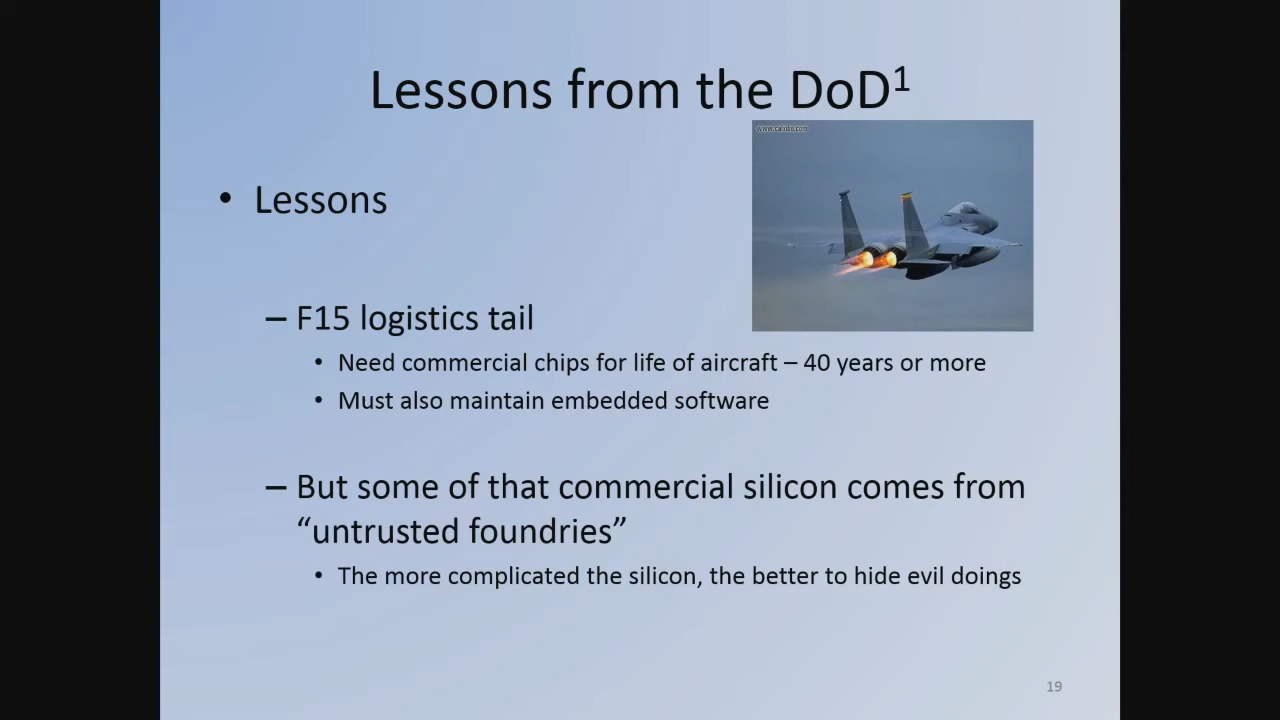 Lessons from the DoD¹
• Lessons
– F15 logistics tail
• Need commercial chips for life of aircraft – 40 years or more
• Must also maintain embedded software
– But some of that commercial silicon comes from
“untrusted foundries”
• The more complicated the silicon, the better to hide evil doings
19